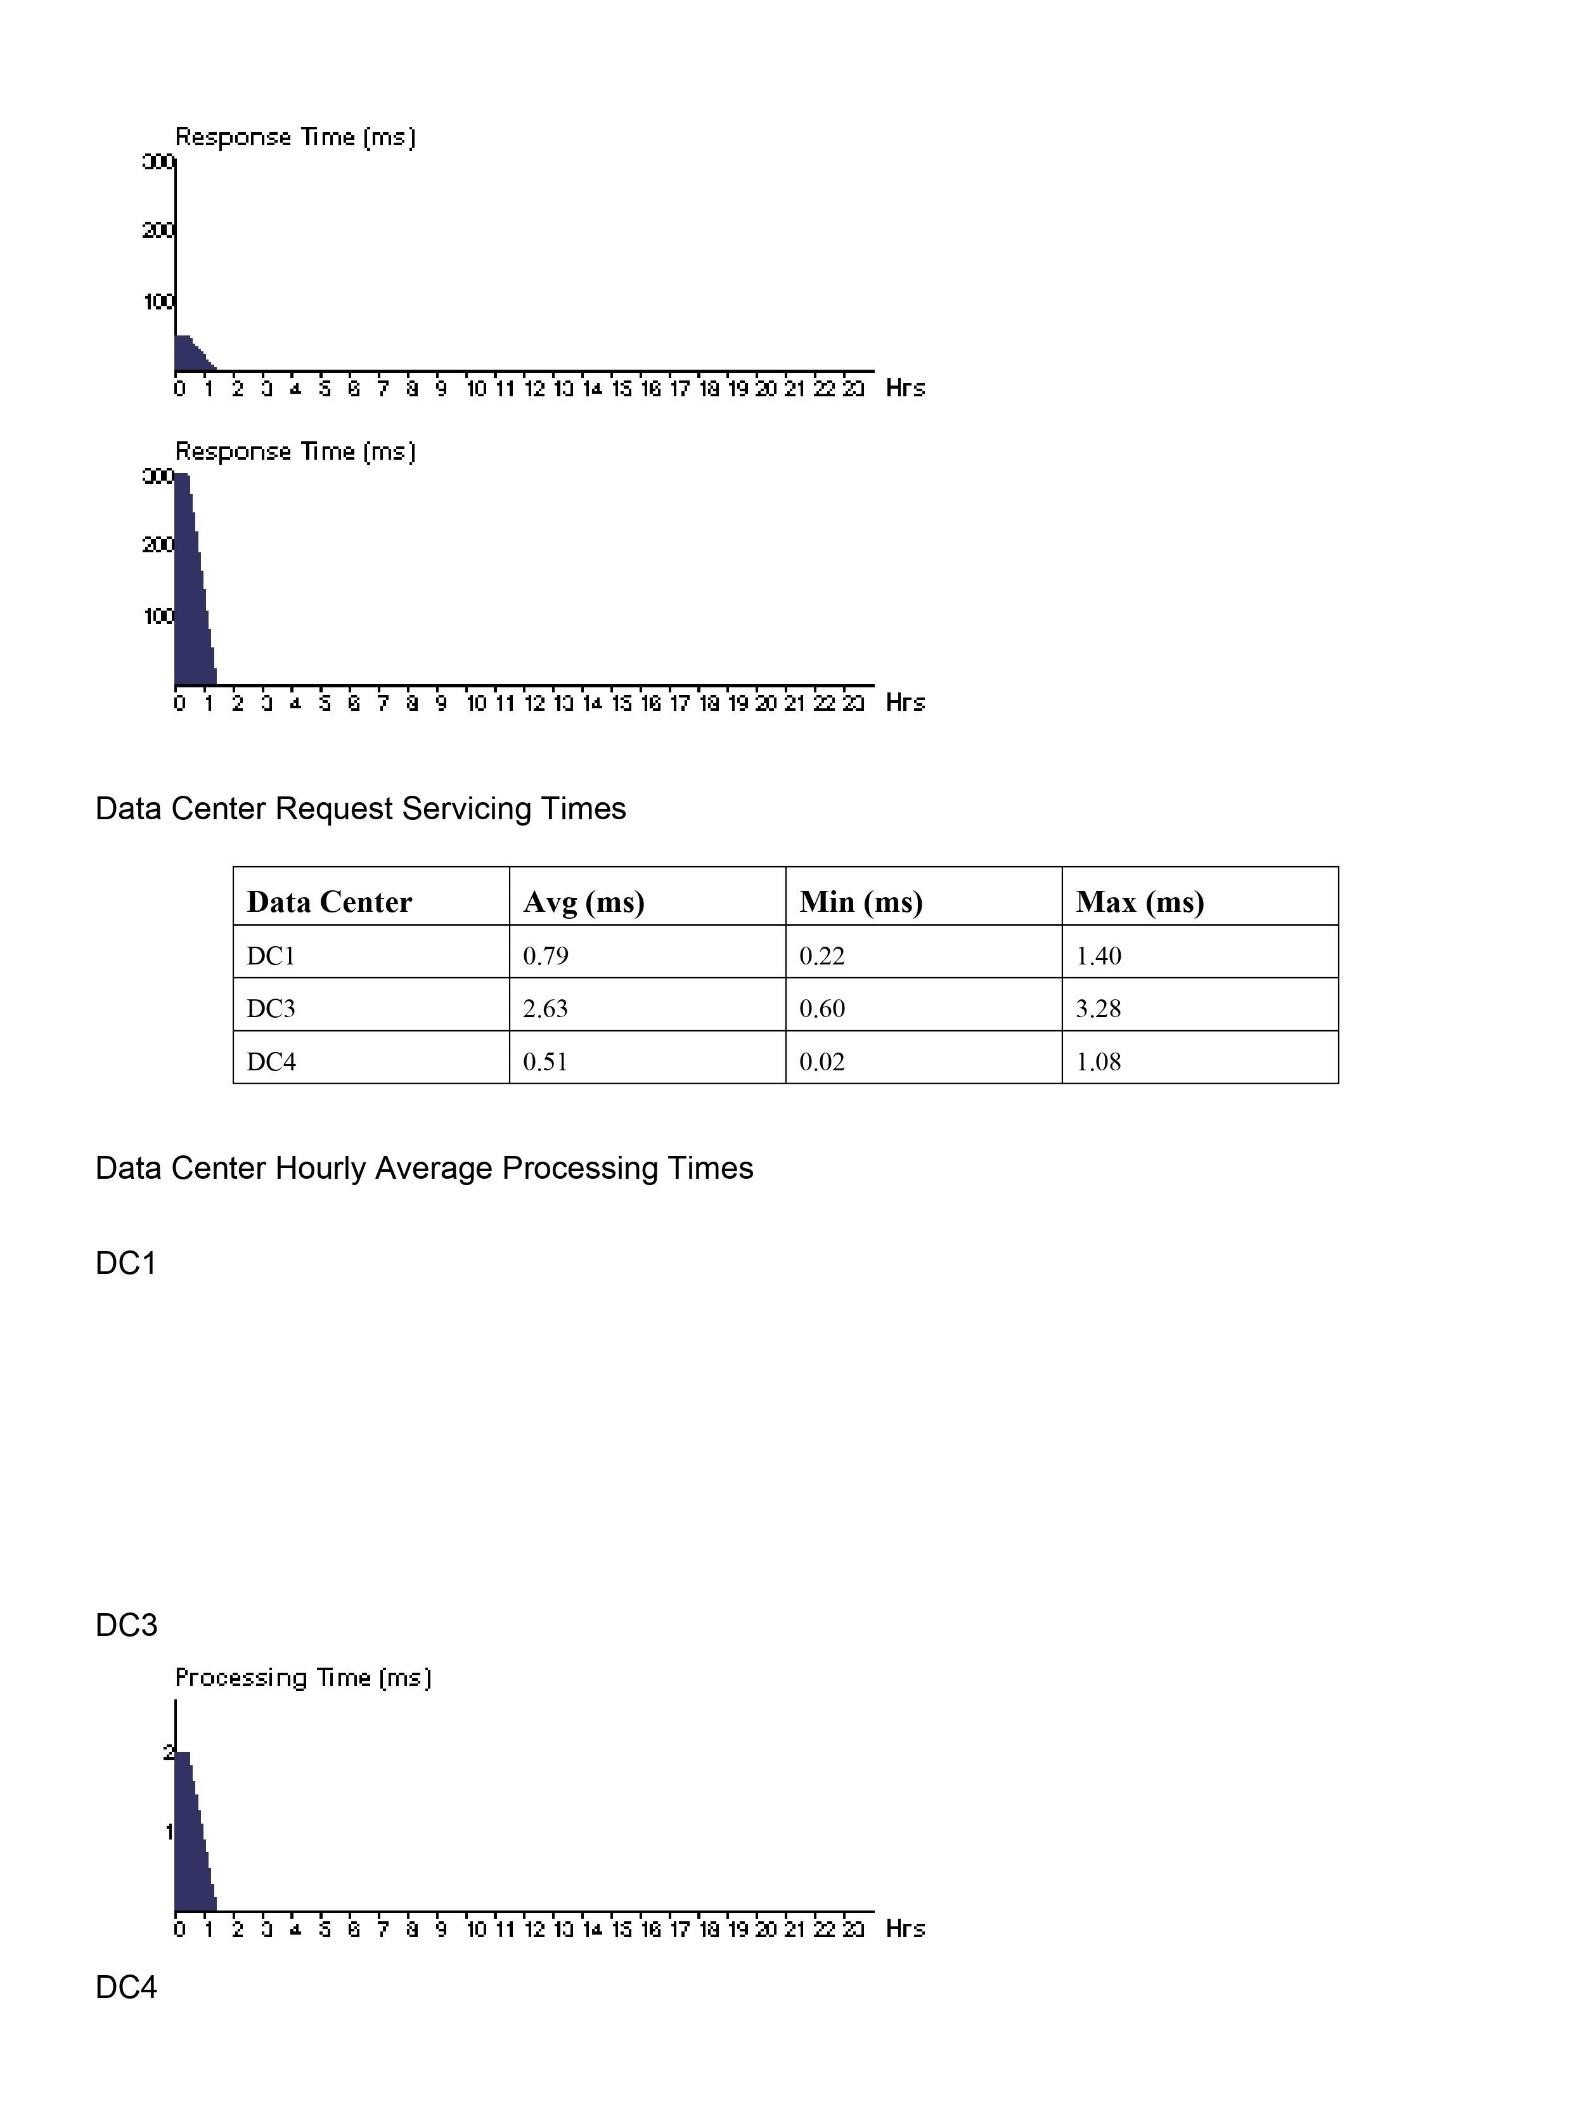 Response Time (ms)
300
200
100
0 1 2 3 4 5 6 7 8 9 10 11 12 13 14 15 16 17 18 19 20 21 22 23 Hrs
Response Time (ms)
300
200
100
0 1 2 3 4 5 6 7 8 9 10 11 12 13 14 15 16 17 18 19 20 21 22 23 Hrs
Data Center Request Servicing Times
Data Center Avg (ms) Min (ms) Max (ms)
DC1 0.79 0.22 1.40
DC3 2.63 0.60 3.28
DC4 0.51 0.02 1.08
Data Center Hourly Average Processing Times
DC1
DC3
Processing Time (ms)
2
1
0 1 2 3 4 5 6 7 8 9 10 11 12 13 14 15 16 17 18 19 20 21 22 23 Hrs
DC4